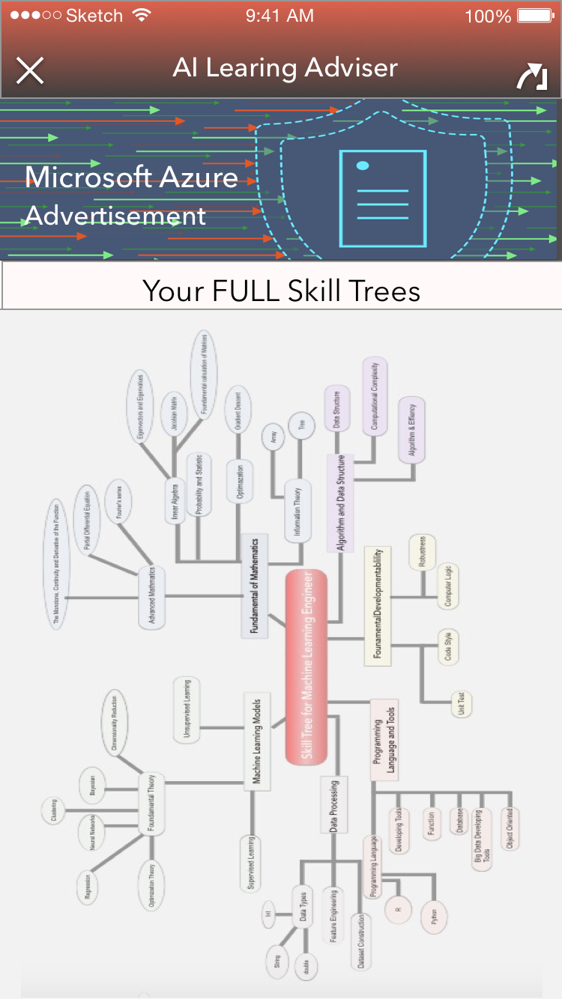 Sketch
9:41 AM
100%
AI Learing Adviser
Microsoft Azure
Advertisement
Your FULL Skill Trees
Skill Tree for Machine Learning Engineer
Fundamental of Mathematics
Advanced Mathmatics
The Monotone, Continuity and Derivative of the Function
Partial Differential Equation
Fourier's series
linear Algebra
Eigenvectors and Eigenvalues
Jacobian Matrix
Foundamental calculation of Matrices
Probability and Statistic
Optimazation
Gradient Descent
Information Theory
Array
Tree
Algorithm and Data Structure
Data Structure
Computational Complexity
Algorithm & Effiency
FounamentalDevelopmentablility
Robustness
Computer Logic
Code Style
Unit Test
Machine Learning Models
Unsupervised Learning
Supervised Learning
Foundamental Theory
Dimensionality Reduction
Bayesian
Clustering
Neural Networks
Regression
Optimization Theory
Data Processing
Data Types
Int
String
double
Feature Engineering
Dataset Construction
Programming
Language and Tools
Programming Language
R
Python
Developing Tools
Function
Database
Big Data Developing
Tools
Object Oriented